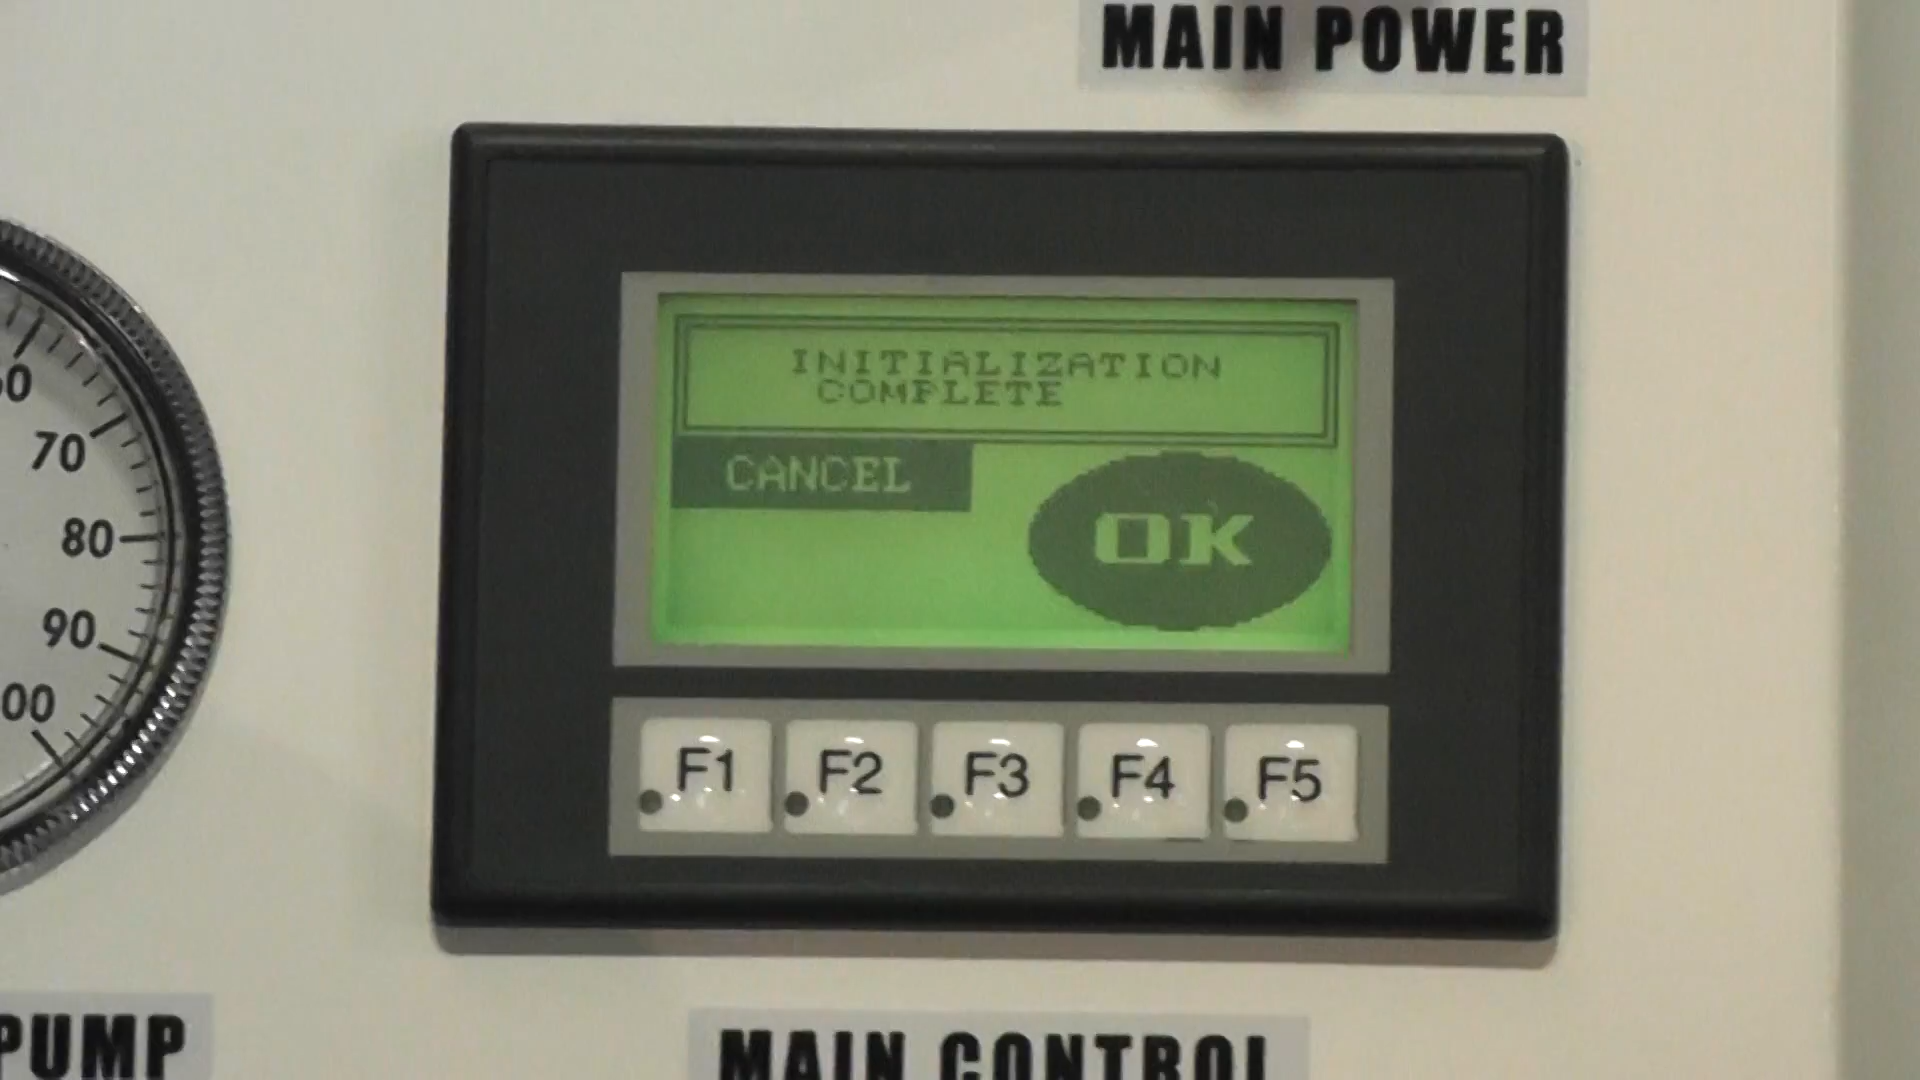 MAIN POWER
INITIALIZATION
COMPLETE
CANCEL
OK
70
80
90
F1 F2 F3 F4 F5
PUMP
MAIN CONTROL